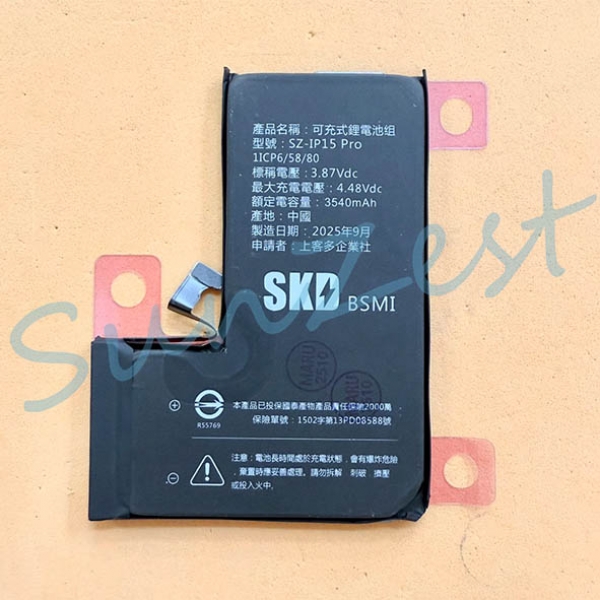 產品名稱：可充式鋰電池組
型號：SZ-IP15 Pro
1ICP6/58/80
標稱電壓：3.87Vdc
最大充電電壓：4.48Vdc
額定電容量：3540mAh
產地：中國
製造日期：2025年9月
申請者：上客多企業社
SKD BSMI
SunZest
MARU
2510
MARU
2510
R55769
本產品已投保國泰產物產品責任保險2000萬
保險單號：1502字第13PD08588號
注意：電池長時間處於充電狀態，會有爆炸危險
，棄置時應妥善處理。請勿拆解 刺破 擠壓
或投入火中。